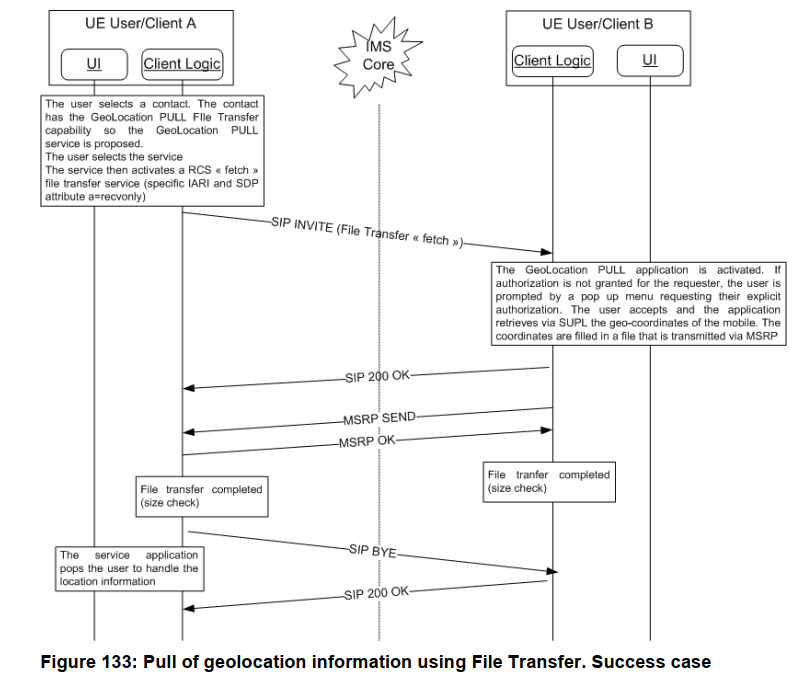 UE User/Client A
UI
Client Logic
IMS
Core
UE User/Client B
Client Logic
UI
The user selects a contact. The contact
has the GeoLocation PULL FIle Transfer
capability so the GeoLocation PULL
service is proposed.
The user selects the service
The service then activates a RCS « fetch »
file transfer service (specific IARI and SDP
attribute a=recvonly)
SIP INVITE (File Transfer « fetch »)
The GeoLocation PULL application is activated. If
authorization is not granted for the requester, the user is
prompted by a pop up menu requesting their explicit
authorization. The user accepts and the application
retrieves via SUPL the geo-coordinates of the mobile. The
coordinates are filled in a file that is transmitted via MSRP
SIP 200 OK
MSRP SEND
MSRP OK
File transfer completed
(size check)
File tranfer completed
(size check)
SIP BYE
The service application
pops the user to handle the
location information
SIP 200 OK
Figure 133: Pull of geolocation information using File Transfer. Success case